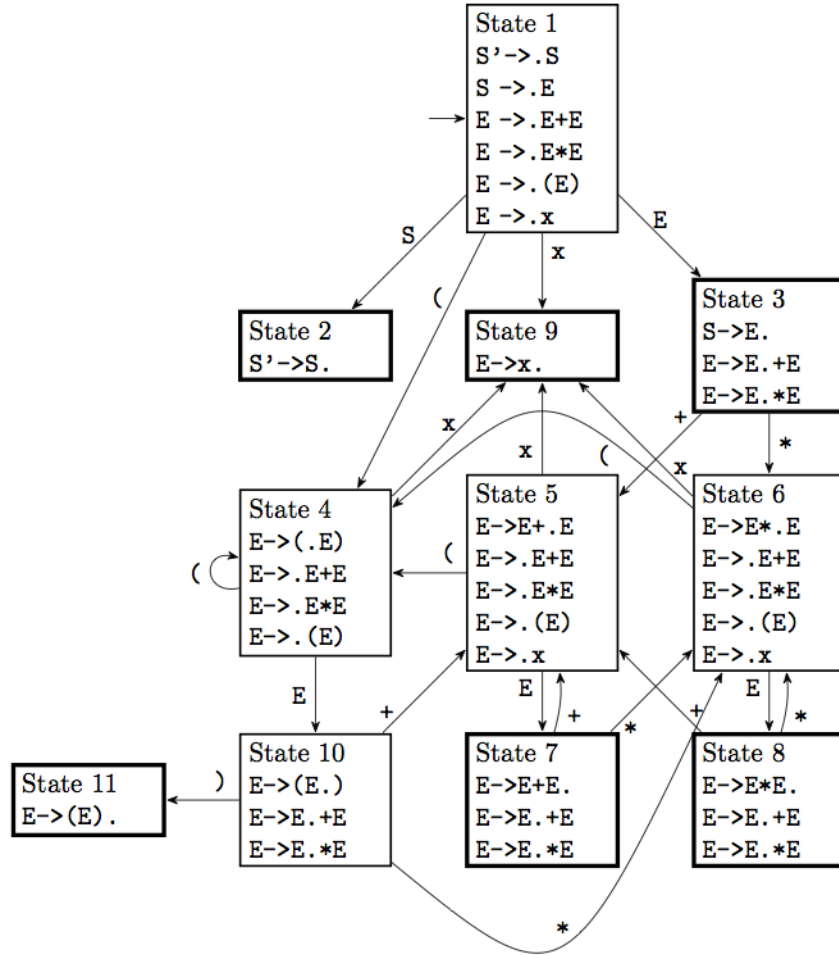 State 1
S'->.S
S ->.E
E ->.E+E
E ->.E*E
E ->.(E)
E ->.x
S
(
x
E
State 2
S'->S.
State 9
E->x.
State 3
S->E.
E->E.+E
E->E.*E
x
x
(
x
+
*
State 4
E->(.E)
E->.E+E
E->.E*E
E->.(E)
(
(
State 5
E->E+.E
E->.E+E
E->.E*E
E->.(E)
E->.x
State 6
E->E*.E
E->.E+E
E->.E*E
E->.(E)
E->.x
E
+
E
+
*
+
E
*
State 11
E->(E).
)
State 10
E->(E.)
E->E.+E
E->E.*E
State 7
E->E+E.
E->E.+E
E->E.*E
State 8
E->E*E.
E->E.+E
E->E.*E
*